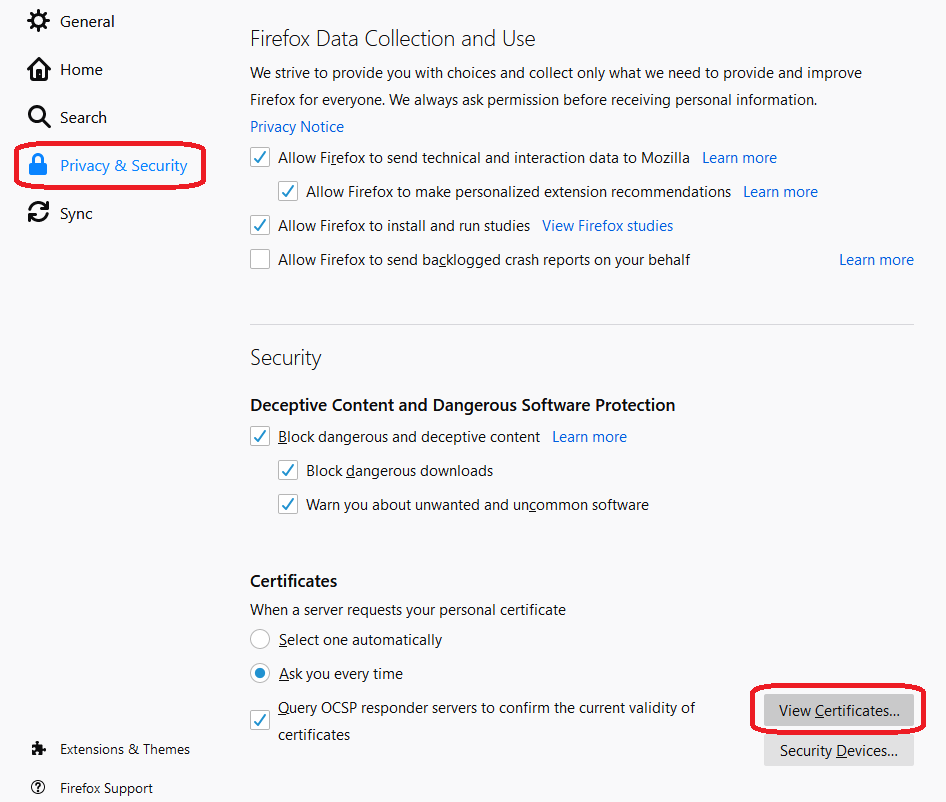 General
Home
Search
Privacy & Security
Sync
Extensions & Themes
Firefox Support
Firefox Data Collection and Use
We strive to provide you with choices and collect only what we need to provide and improve
Firefox for everyone. We always ask permission before receiving personal information.
Privacy Notice
Allow Firefox to send technical and interaction data to Mozilla Learn more
Allow Firefox to make personalized extension recommendations Learn more
Allow Firefox to install and run studies View Firefox studies
Allow Firefox to send backlogged crash reports on your behalf Learn more
Security
Deceptive Content and Dangerous Software Protection
Block dangerous and deceptive content Learn more
Block dangerous downloads
Warn you about unwanted and uncommon software
Certificates
When a server requests your personal certificate
Select one automatically
Ask you every time
Query OCSP responder servers to confirm the current validity of
certificates
View Certificates...
Security Devices...